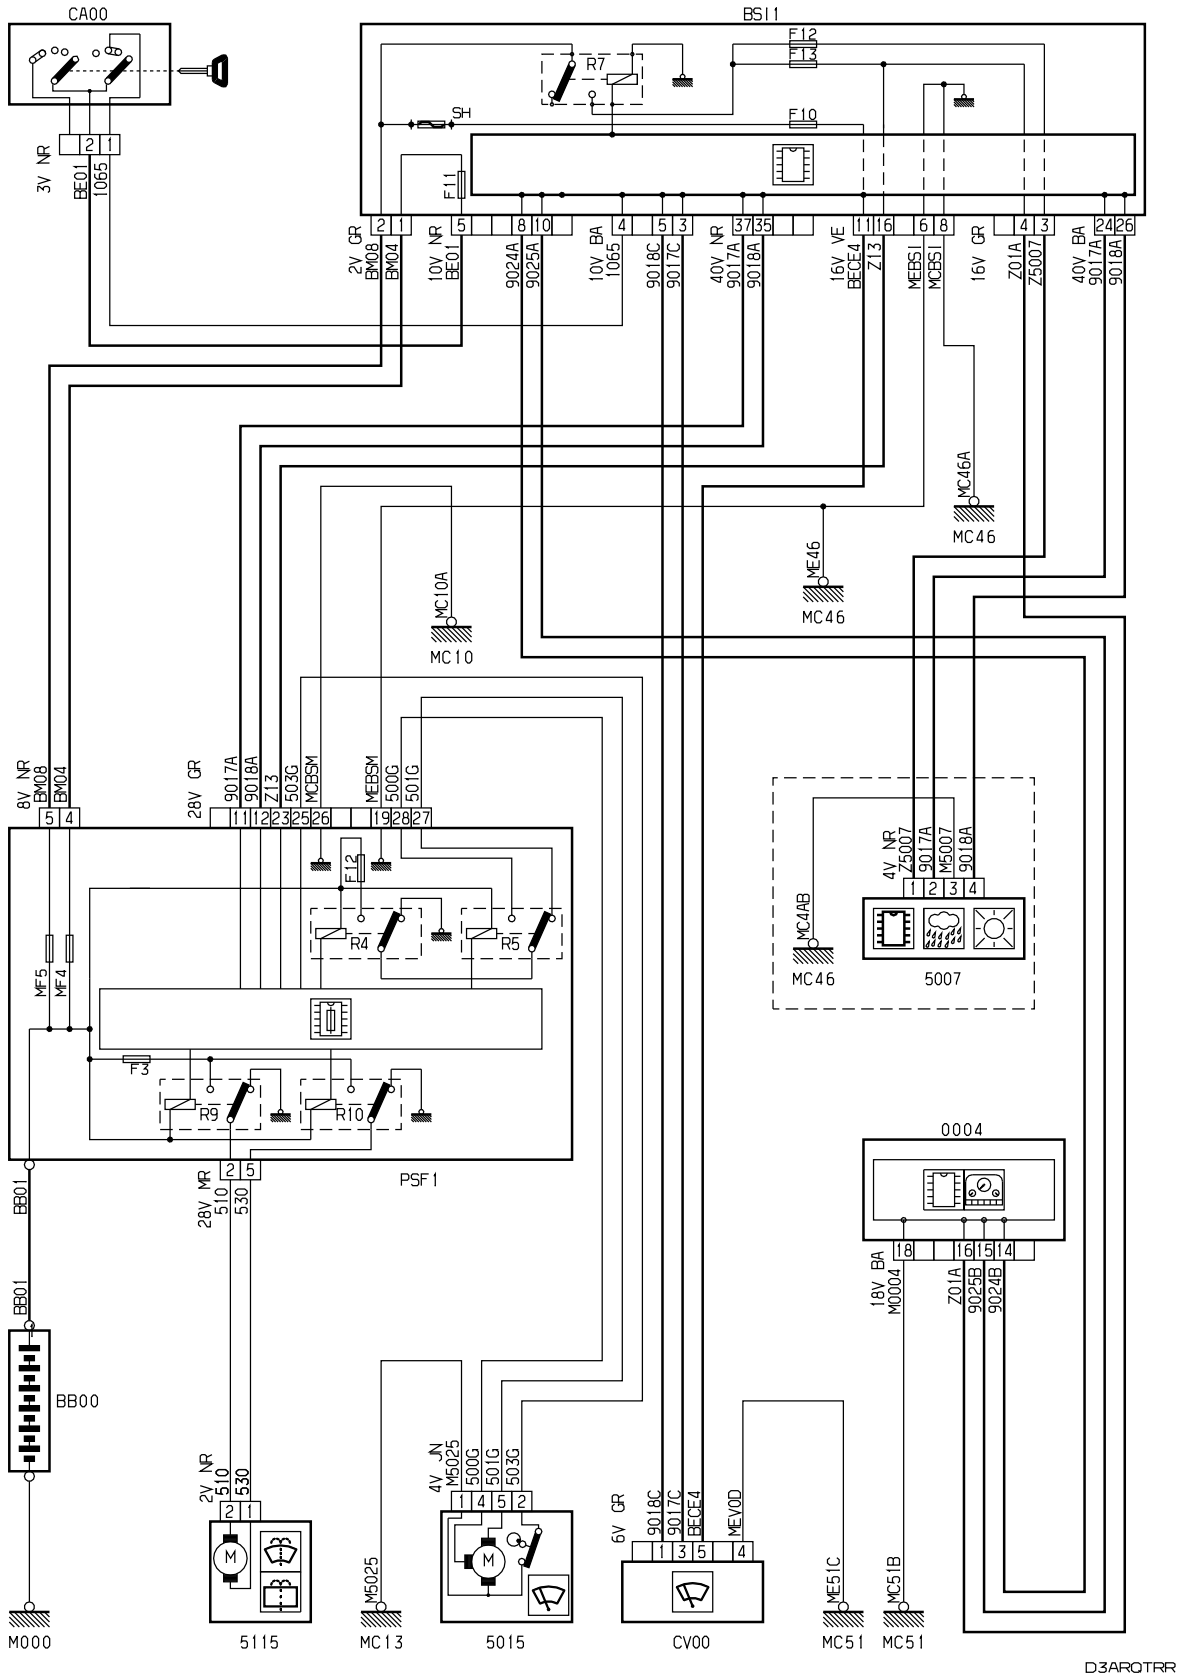 CA00
BSI1
F12
F13
R7
SH
F10
F11
3V NR
2
1
BE01
1065
2
1
5
8
10
4
5
3
37
35
11
16
6
8
4
3
24
26
2V GR
BM08
BM04
10V NR
BE01
9024A
9025A
10V BA
1065
9018C
9017C
40V NR
9017A
9018A
16V VE
BECE4
Z13
MEBSI
MCBSI
16V GR
Z01A
Z5007
40V BA
9017A
9018A
MC46A
MC46
ME46
MC46
MC10A
MC10
8V NR
BM08
BM04
28V GR
9017A
9018A
Z13
503G
MCBSM
MEBSM
500G
501G
5
4
11
12
23
25
26
19
28
27
F12
R4
R5
MF5
MF4
F3
R9
R10
PSF1
4V NR
Z5007
9017A
M5007
9018A
1
2
3
4
MC4AB
MC46
5007
2
5
28V MR
510
530
BB01
BB01
BB00
M000
0004
18
16
15
14
18V BA
M0004
Z01A
9025B
9024B
2V NR
510
530
2
1
M
5115
4V JN
M5025
500G
501G
503G
1
4
5
2
M
5015
M5025
MC13
6V GR
9018C
9017C
BECE4
MEV0D
1
3
5
4
CV00
ME51C
MC51
MC51B
MC51
D3ARQTRR